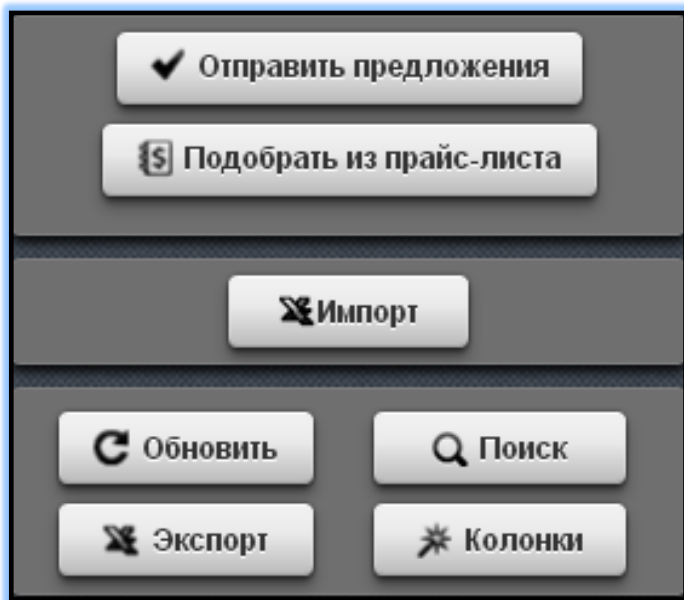 Отправить предложения
Подобрать из прайс-листа
Импорт
Обновить
Поиск
Экспорт
Колонки